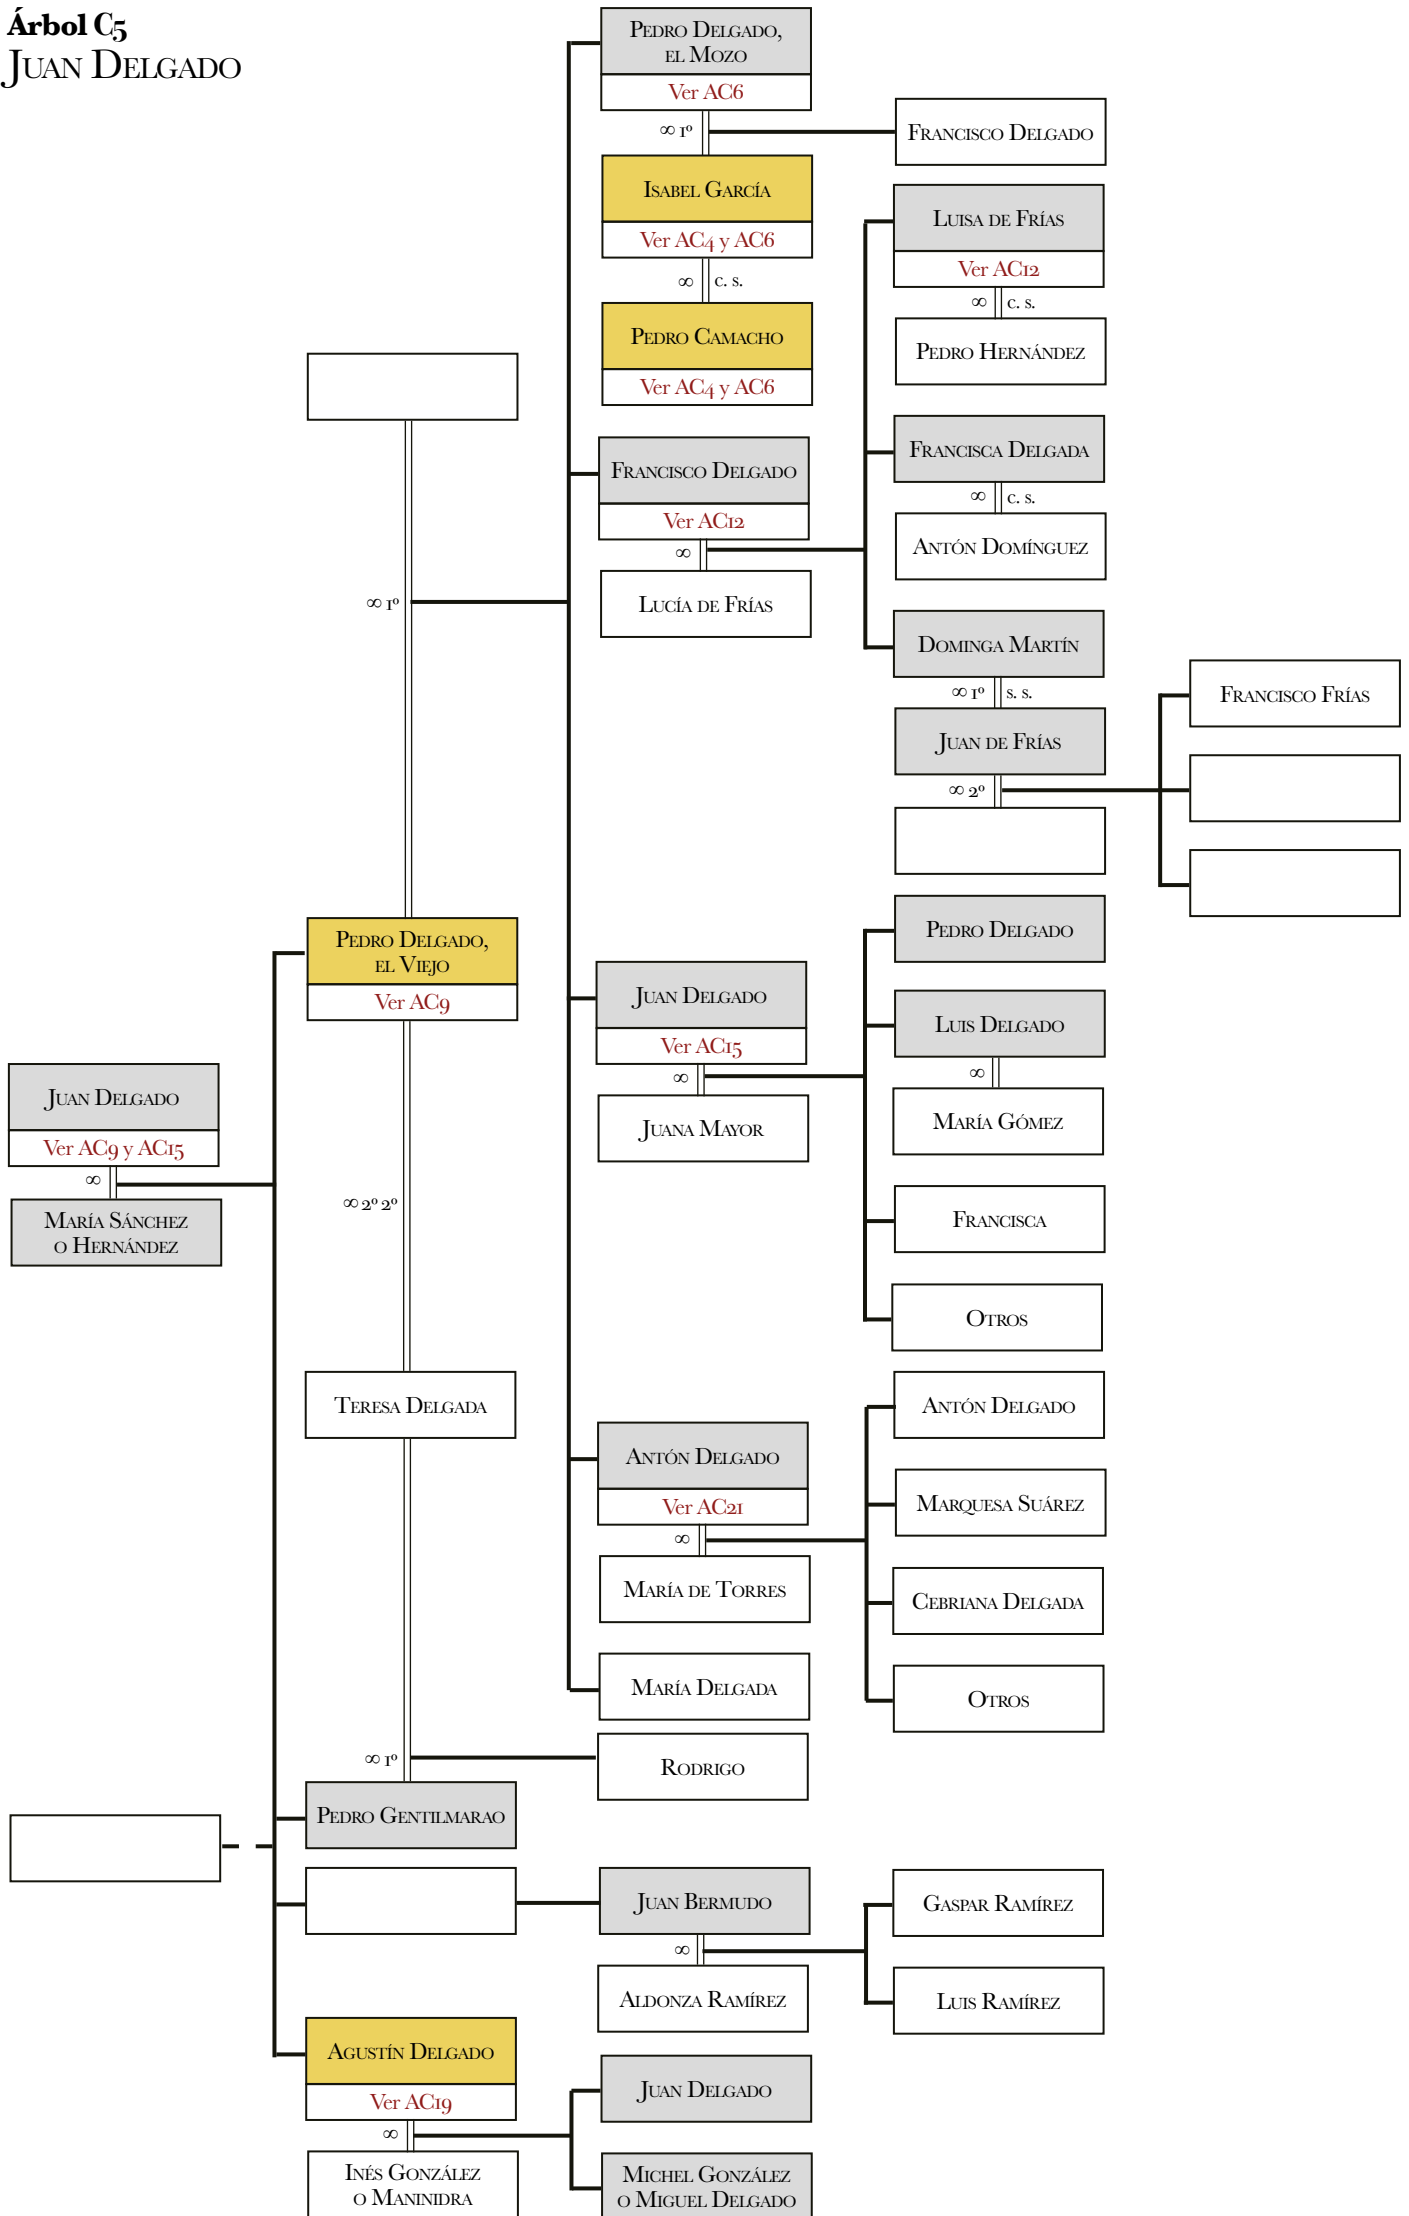 Árbol C5
Juan Delgado
Pedro Delgado,
el Mozo
Ver AC6
∞ 1º
Francisco Delgado
Isabel García
Ver AC4 y AC6
∞ c. s.
Pedro Camacho
Ver AC4 y AC6
Luisa de Frías
Ver AC12
∞ c. s.
Pedro Hernández
Francisco Delgado
Ver AC12
∞
Lucía de Frías
Francisca Delgada
∞ c. s.
Antón Domínguez
∞ 1º
Dominga Martín
∞ 1º s. s.
Juan de Frías
∞ 2º
Francisco Frías
Pedro Delgado,
el Viejo
Ver AC9
Juan Delgado
Ver AC15
∞
Juana Mayor
Pedro Delgado
Luis Delgado
∞
María Gómez
Francisca
Otros
Juan Delgado
Ver AC9 y AC15
∞
María Sánchez
o Hernández
∞ 2º 2º
Teresa Delgada
Antón Delgado
Ver AC21
∞
María de Torres
Antón Delgado
Marquesa Suárez
Cebriana Delgada
Otros
María Delgada
∞ 1º
Rodrigo
Pedro Gentilmarao
Juan Bermudo
∞
Aldonza Ramírez
Gaspar Ramírez
Luis Ramírez
Agustín Delgado
Ver AC19
∞
Inés González
o Maninidra
Juan Delgado
Michel González
o Miguel Delgado